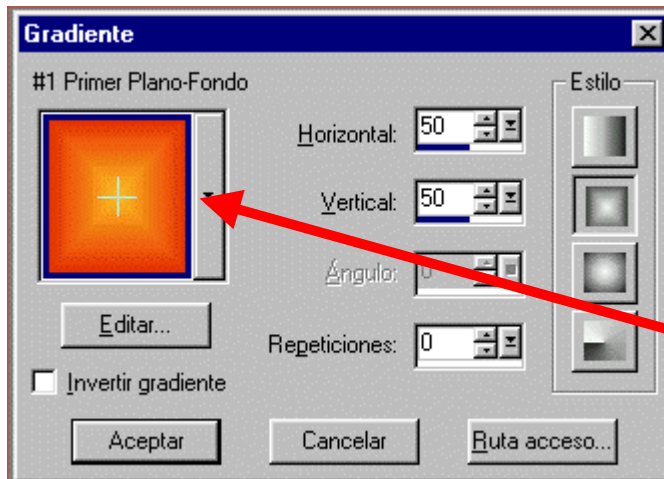 Gradiente
#1 Primer Plano-Fondo
Estilo
Horizontal: 50
Vertical: 50
Ángulo: 0
Editar...
Repeticiones: 0
Invertir gradiente
Aceptar
Cancelar
Ruta acceso...